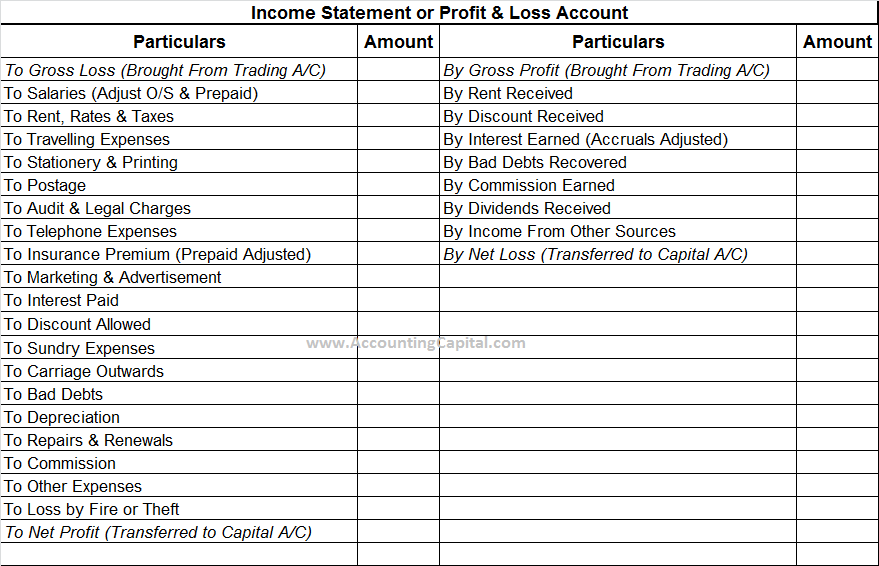 Income Statement or Profit & Loss Account
Particulars Amount Particulars Amount
To Gross Loss (Brought From Trading A/C) By Gross Profit (Brought From Trading A/C)
To Salaries (Adjust O/S & Prepaid) By Rent Received
To Rent, Rates & Taxes By Discount Received
To Travelling Expenses By Interest Earned (Accruals Adjusted)
To Stationery & Printing By Bad Debts Recovered
To Postage By Commission Earned
To Audit & Legal Charges By Dividends Received
To Telephone Expenses By Income From Other Sources
To Insurance Premium (Prepaid Adjusted) By Net Loss (Transferred to Capital A/C)
To Marketing & Advertisement
To Interest Paid
To Discount Allowed
To Sundry Expenses
www.AccountingCapital.com
To Carriage Outwards
To Bad Debts
To Depreciation
To Repairs & Renewals
To Commission
To Other Expenses
To Loss by Fire or Theft
To Net Profit (Transferred to Capital A/C)